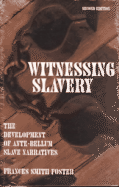 SECOND EDITION
WITNESSING
SLAVERY
THE
DEVELOPMENT
OF ANTE-BELLUM
SLAVE NARRATIVES
FRANCES SMITH FOSTER